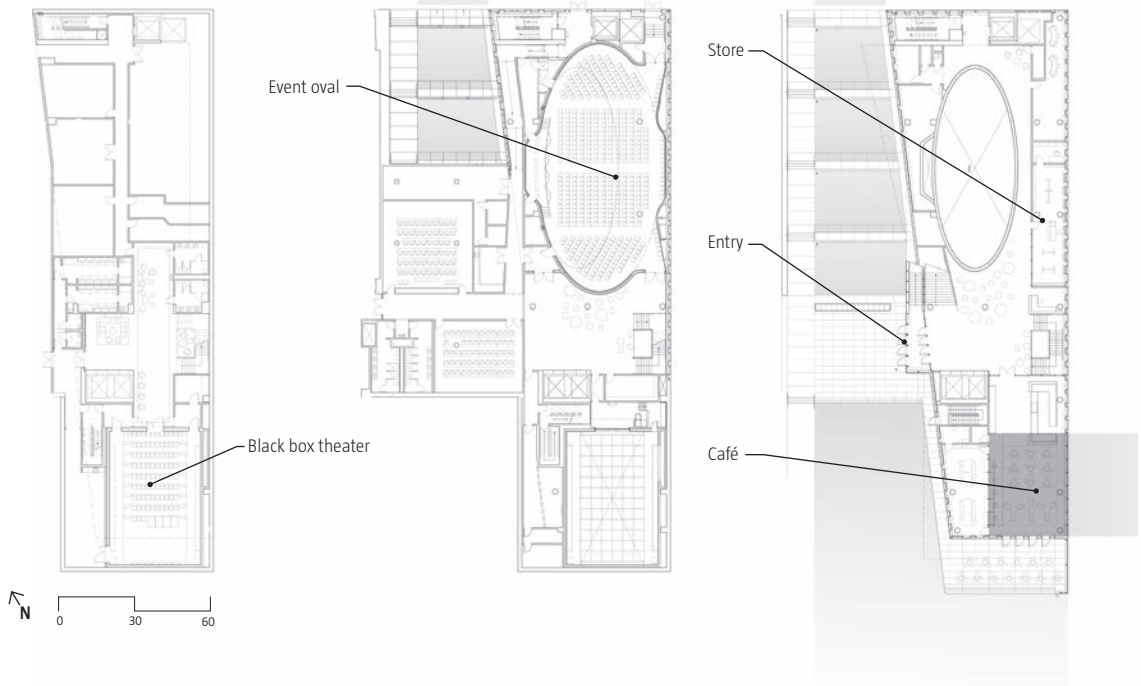 Event oval
Store
Entry
Black box theater
Café
N
0 30 60